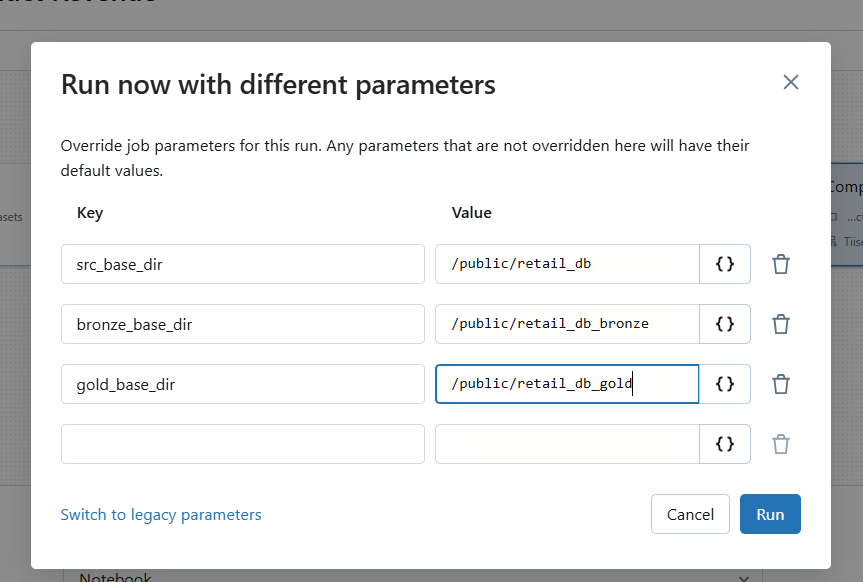 Run now with different parameters
Override job parameters for this run. Any parameters that are not overridden here will have their
default values.
Key Value
src_base_dir /public/retail_db {}
bronze_base_dir /public/retail_db_bronze {}
gold_base_dir /public/retail_db_gold {}
{}
Switch to legacy parameters Cancel Run
Notebook